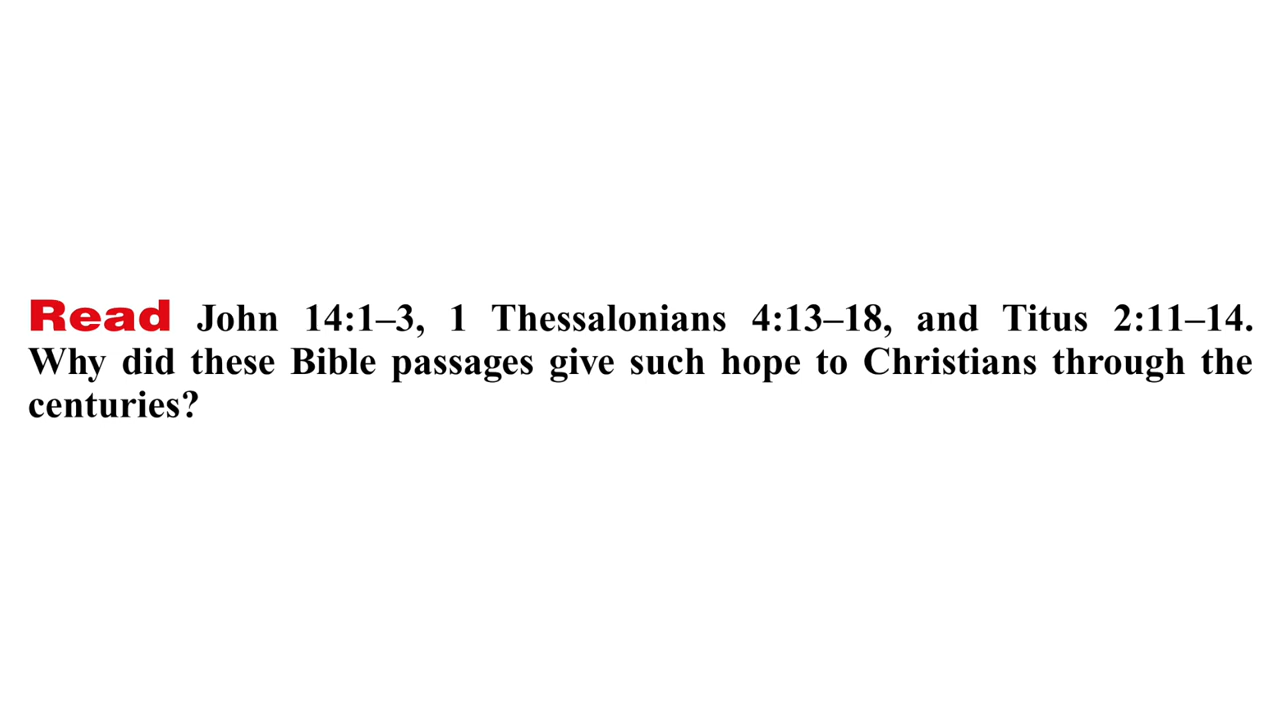 Read John 14:1–3, 1 Thessalonians 4:13–18, and Titus 2:11–14.
Why did these Bible passages give such hope to Christians through the
centuries?